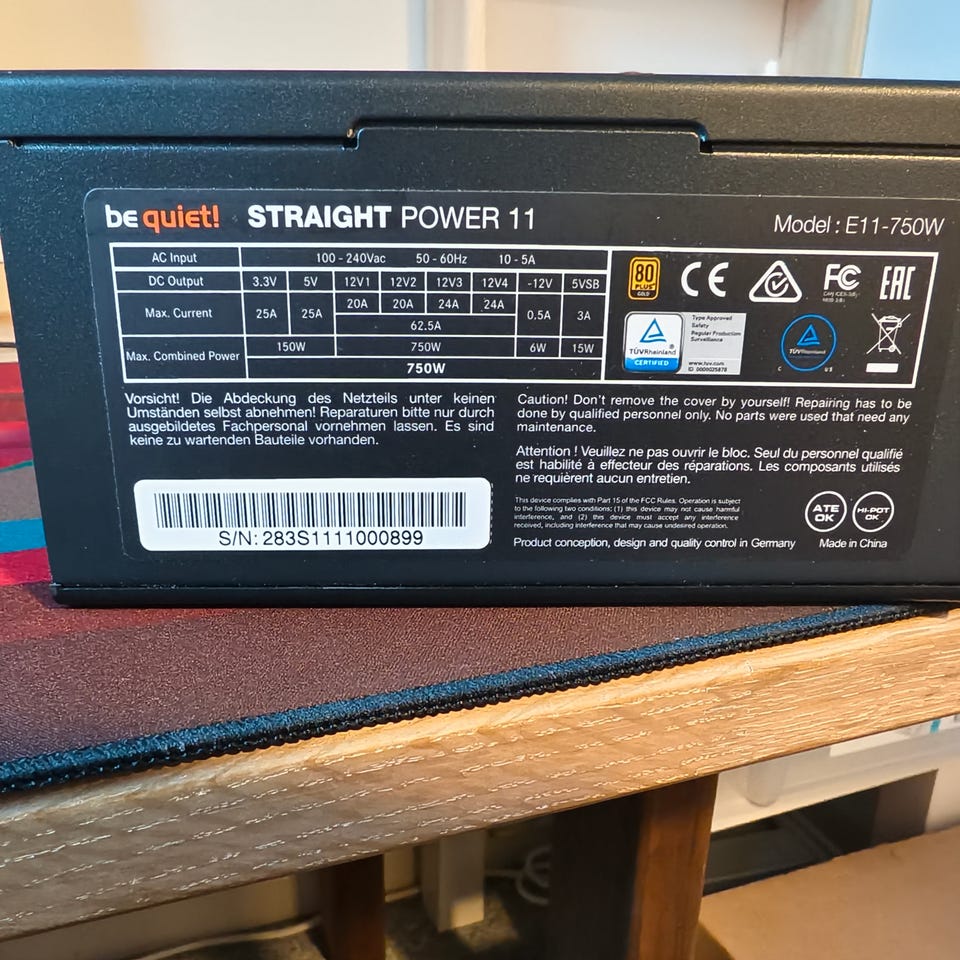 be quiet! STRAIGHT POWER 11 Model : E11-750W
AC Input 100 - 240Vac 50 - 60Hz 10 - 5A
DC Output 3.3V 5V 12V1 12V2 12V3 12V4 -12V 5VSB
Max. Current 25A 25A 20A 20A 24A 24A 0.5A 3A
62.5A
Max. Combined Power 150W 750W 6W 15W
750W
80 PLUS GOLD
CE
FC
EAC
TÜVRheinland
CERTIFIED
Type Approved
Safety
Regular Production
Surveillance
www.tuv.com
ID 0000025878
TÜVRheinland
C US
Vorsicht! Die Abdeckung des Netzteils unter keinen
Umständen selbst abnehmen! Reparaturen bitte nur durch
ausgebildetes Fachpersonal vornehmen lassen. Es sind
keine zu wartenden Bauteile vorhanden.
Caution! Don't remove the cover by yourself! Repairing has to be
done by qualified personnel only. No parts were used that need any
maintenance.
Attention ! Veuillez ne pas ouvrir le bloc. Seul du personnel qualifié
est habilité à effecteur des réparations. Les composants utilisés
ne requièrent aucun entretien.
S/N: 283S1111000899
This device complies with Part 15 of the FCC Rules. Operation is subject
to the following two conditions: (1) this device may not cause harmful
interference, and (2) this device must accept any interference
received, including interference that may cause undesired operation.
ATE OK
HI-POT OK
Product conception, design and quality control in Germany Made in China